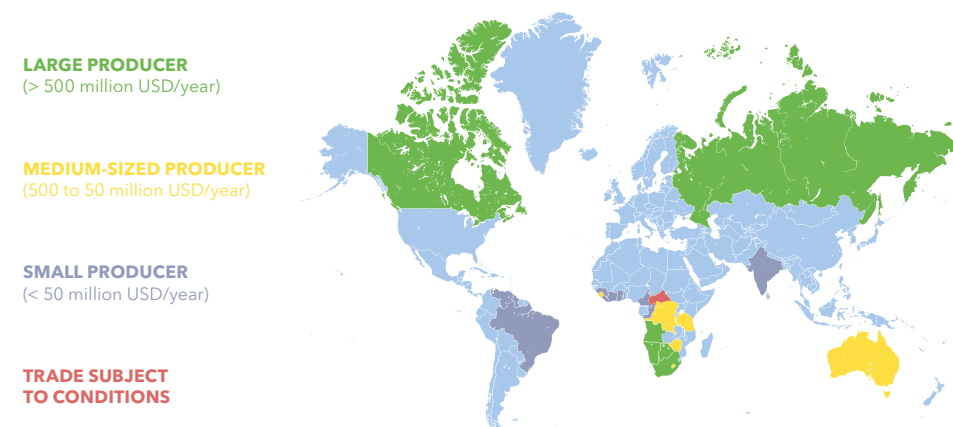 LARGE PRODUCER
(> 500 million USD/year)
MEDIUM-SIZED PRODUCER
(500 to 50 million USD/year)
SMALL PRODUCER
(< 50 million USD/year)
TRADE SUBJECT
TO CONDITIONS